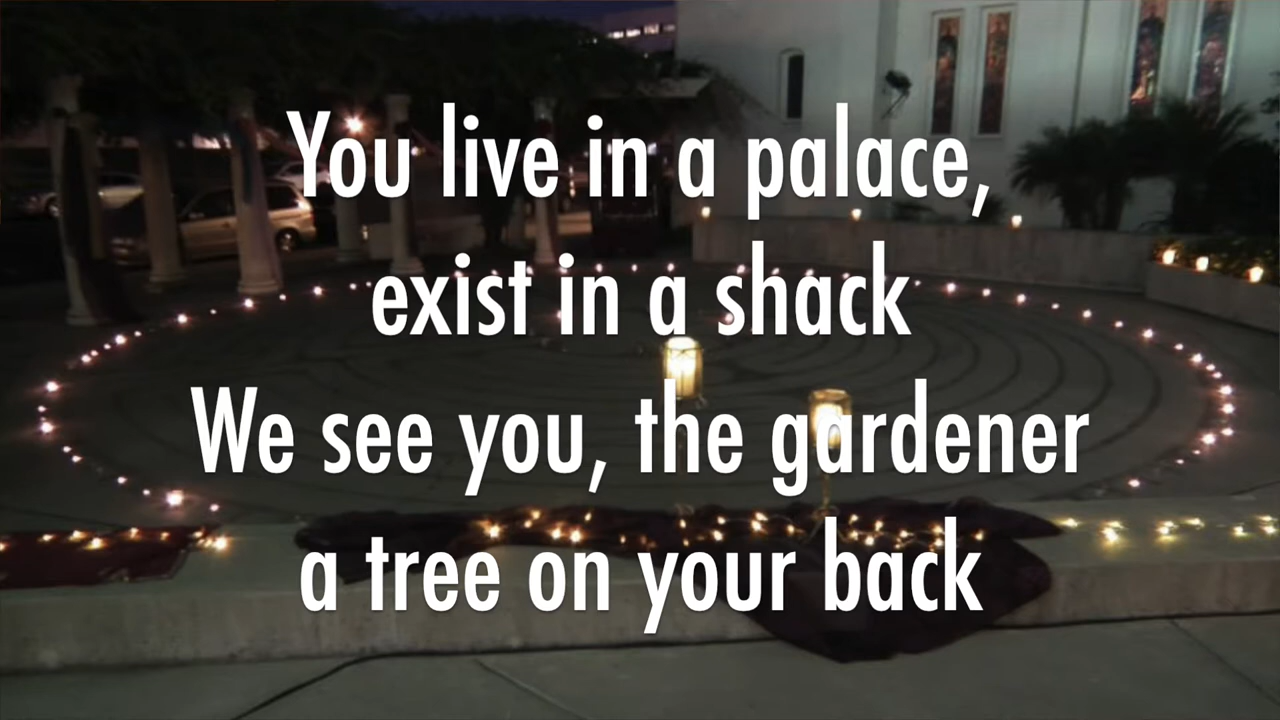 You live in a palace,
exist in a shack
We see you, the gardener
a tree on your back